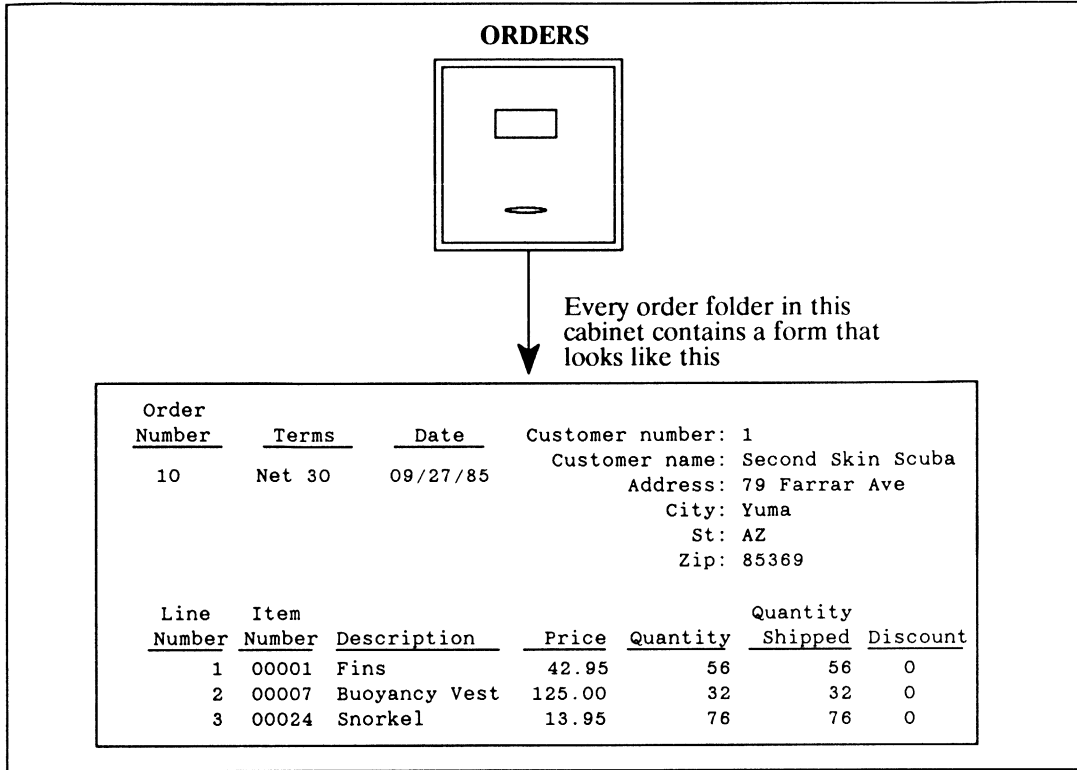 ORDERS
Every order folder in this
cabinet contains a form that
looks like this
Order
Number Terms Date
10 Net 30 09/27/85
Customer number: 1
Customer name: Second Skin Scuba
Address: 79 Farrar Ave
City: Yuma
St: AZ
Zip: 85369
Line Item Quantity
Number Number Description Price Quantity Shipped Discount
1 00001 Fins 42.95 56 56 0
2 00007 Buoyancy Vest 125.00 32 32 0
3 00024 Snorkel 13.95 76 76 0